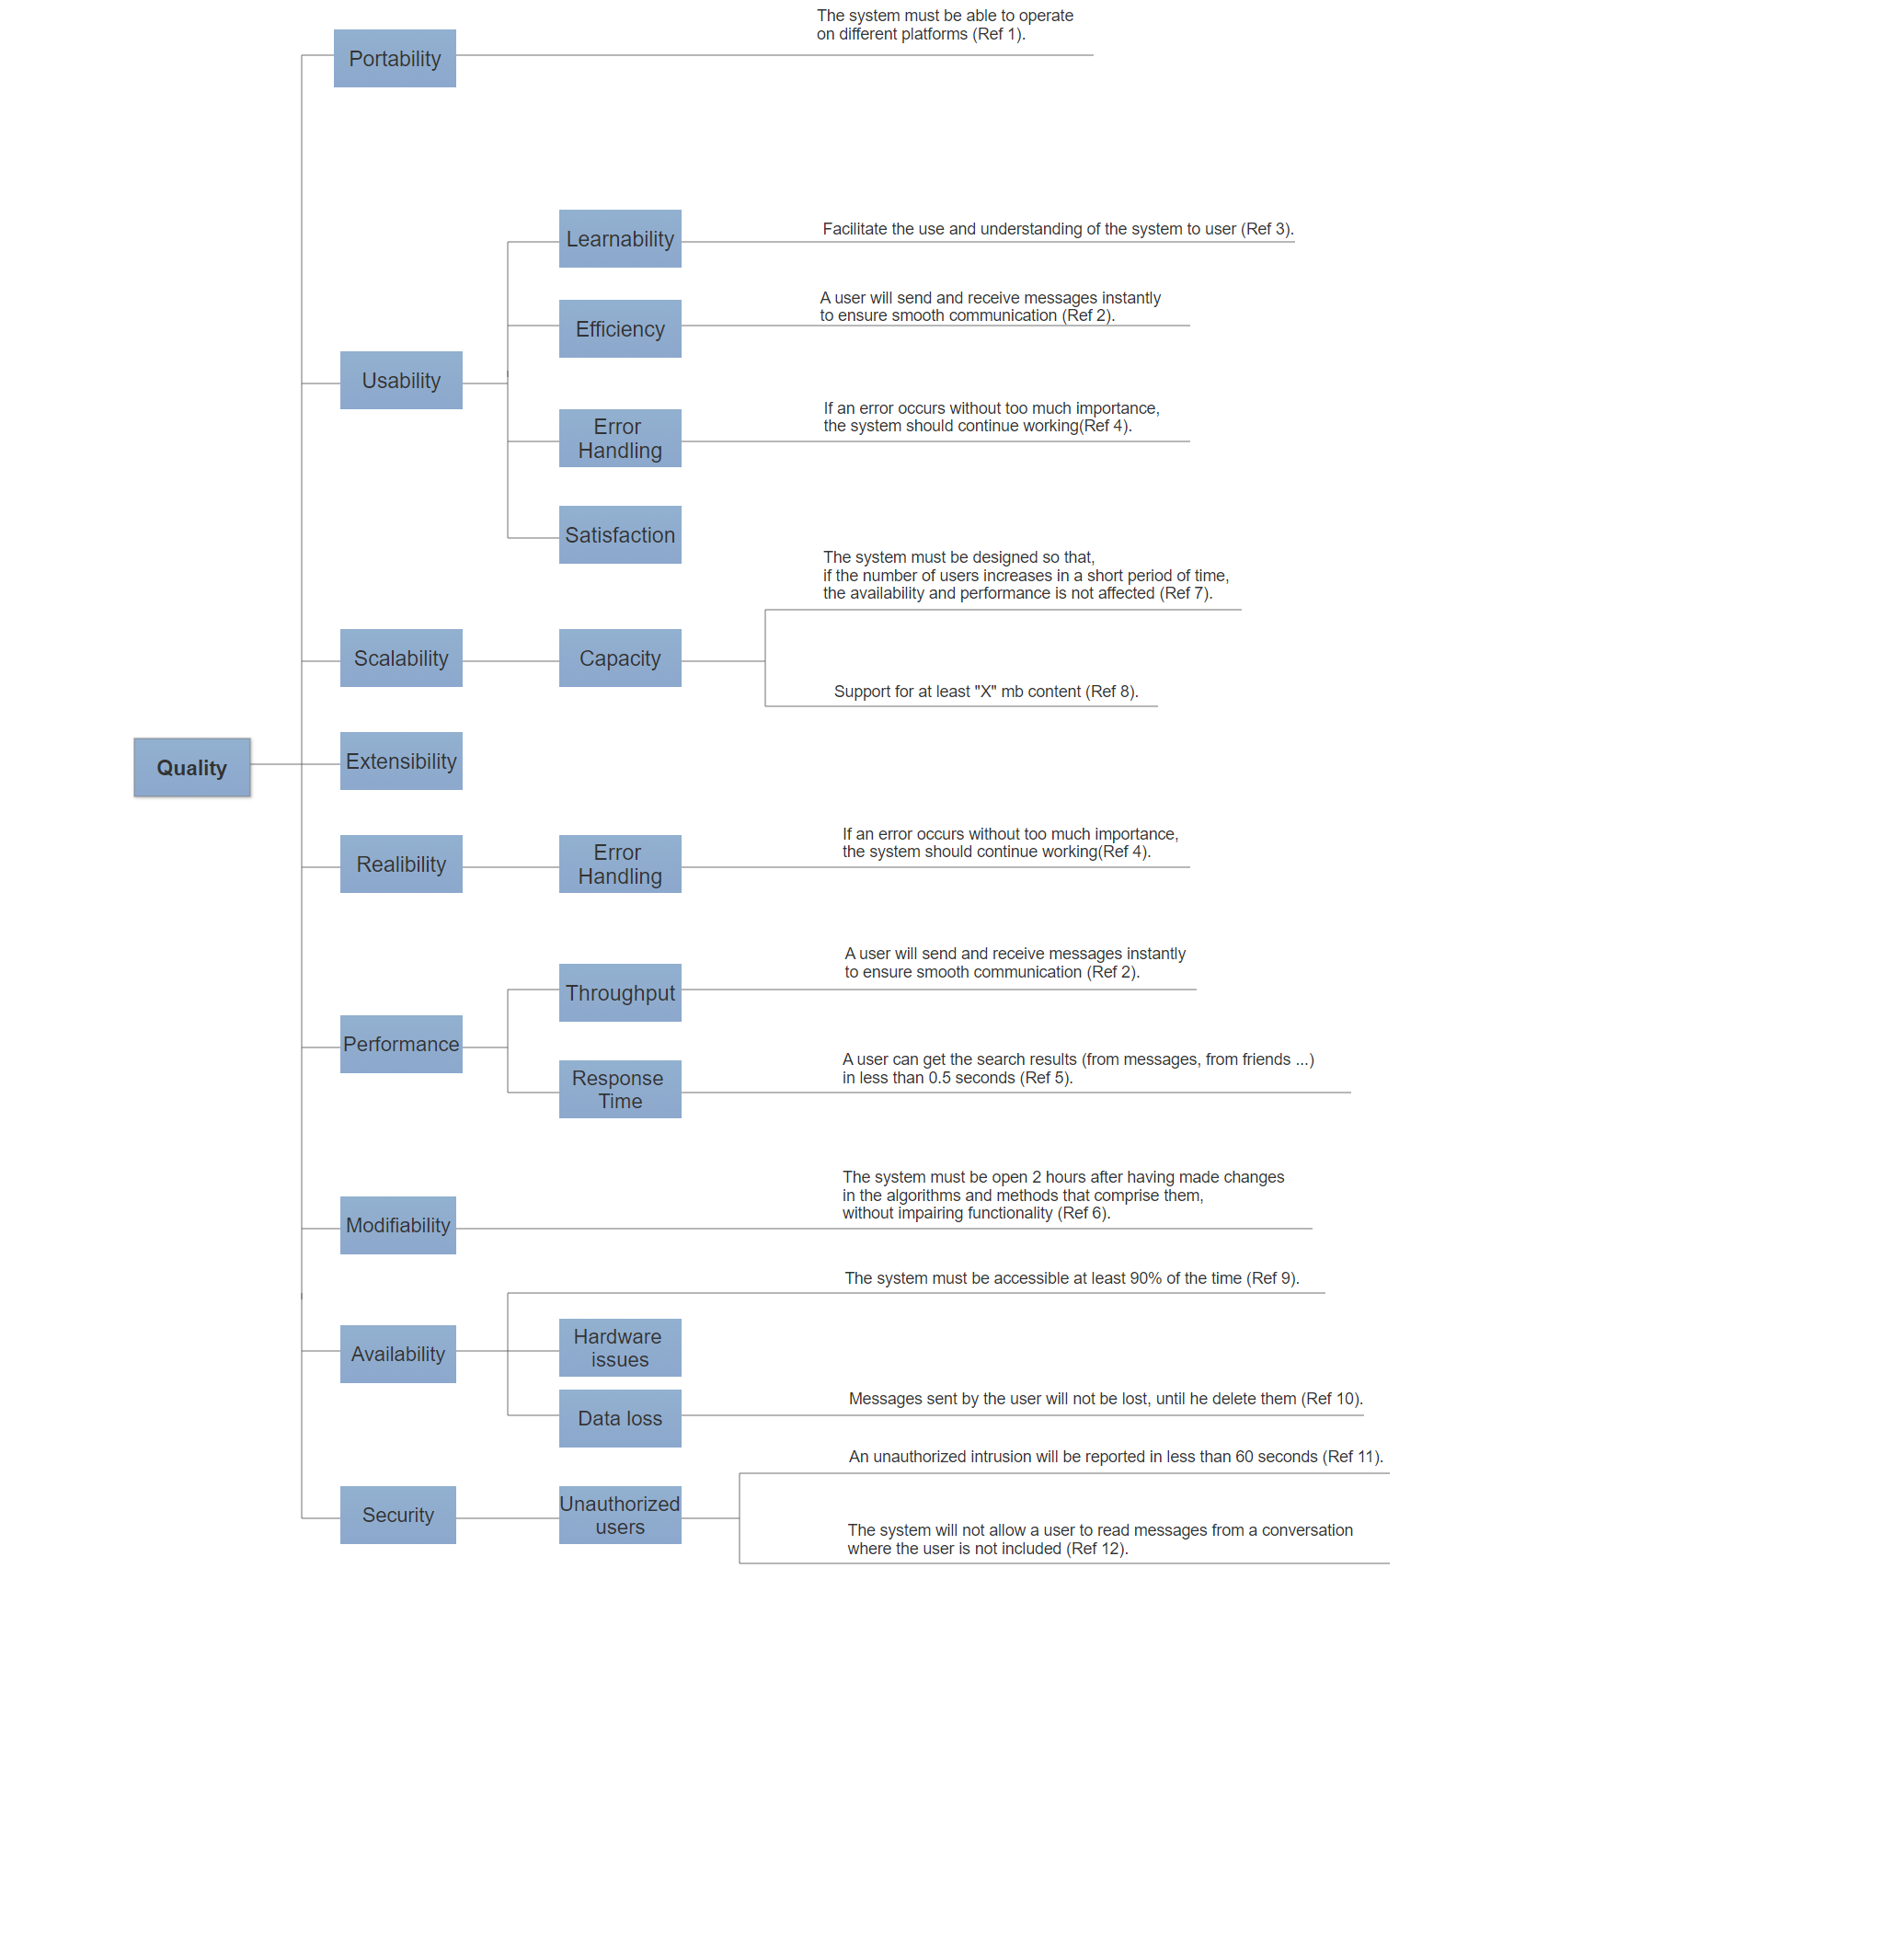 The system must be able to operate
on different platforms (Ref 1).
Portability
Learnability
Facilitate the use and understanding of the system to user (Ref 3).
A user will send and receive messages instantly
to ensure smooth communication (Ref 2).
Efficiency
Usability
If an error occurs without too much importance,
the system should continue working(Ref 4).
Error
Handling
Satisfaction
The system must be designed so that,
if the number of users increases in a short period of time,
the availability and performance is not affected (Ref 7).
Scalability
Capacity
Support for at least "X" mb content (Ref 8).
Quality
Extensibility
If an error occurs without too much importance,
the system should continue working(Ref 4).
Realibility
Error
Handling
A user will send and receive messages instantly
to ensure smooth communication (Ref 2).
Throughput
Performance
A user can get the search results (from messages, from friends ...)
in less than 0.5 seconds (Ref 5).
Response
Time
The system must be open 2 hours after having made changes
in the algorithms and methods that comprise them,
without impairing functionality (Ref 6).
Modifiability
The system must be accessible at least 90% of the time (Ref 9).
Availability
Hardware
issues
Messages sent by the user will not be lost, until he delete them (Ref 10).
Data loss
An unauthorized intrusion will be reported in less than 60 seconds (Ref 11).
Security
Unauthorized
users
The system will not allow a user to read messages from a conversation
where the user is not included (Ref 12).